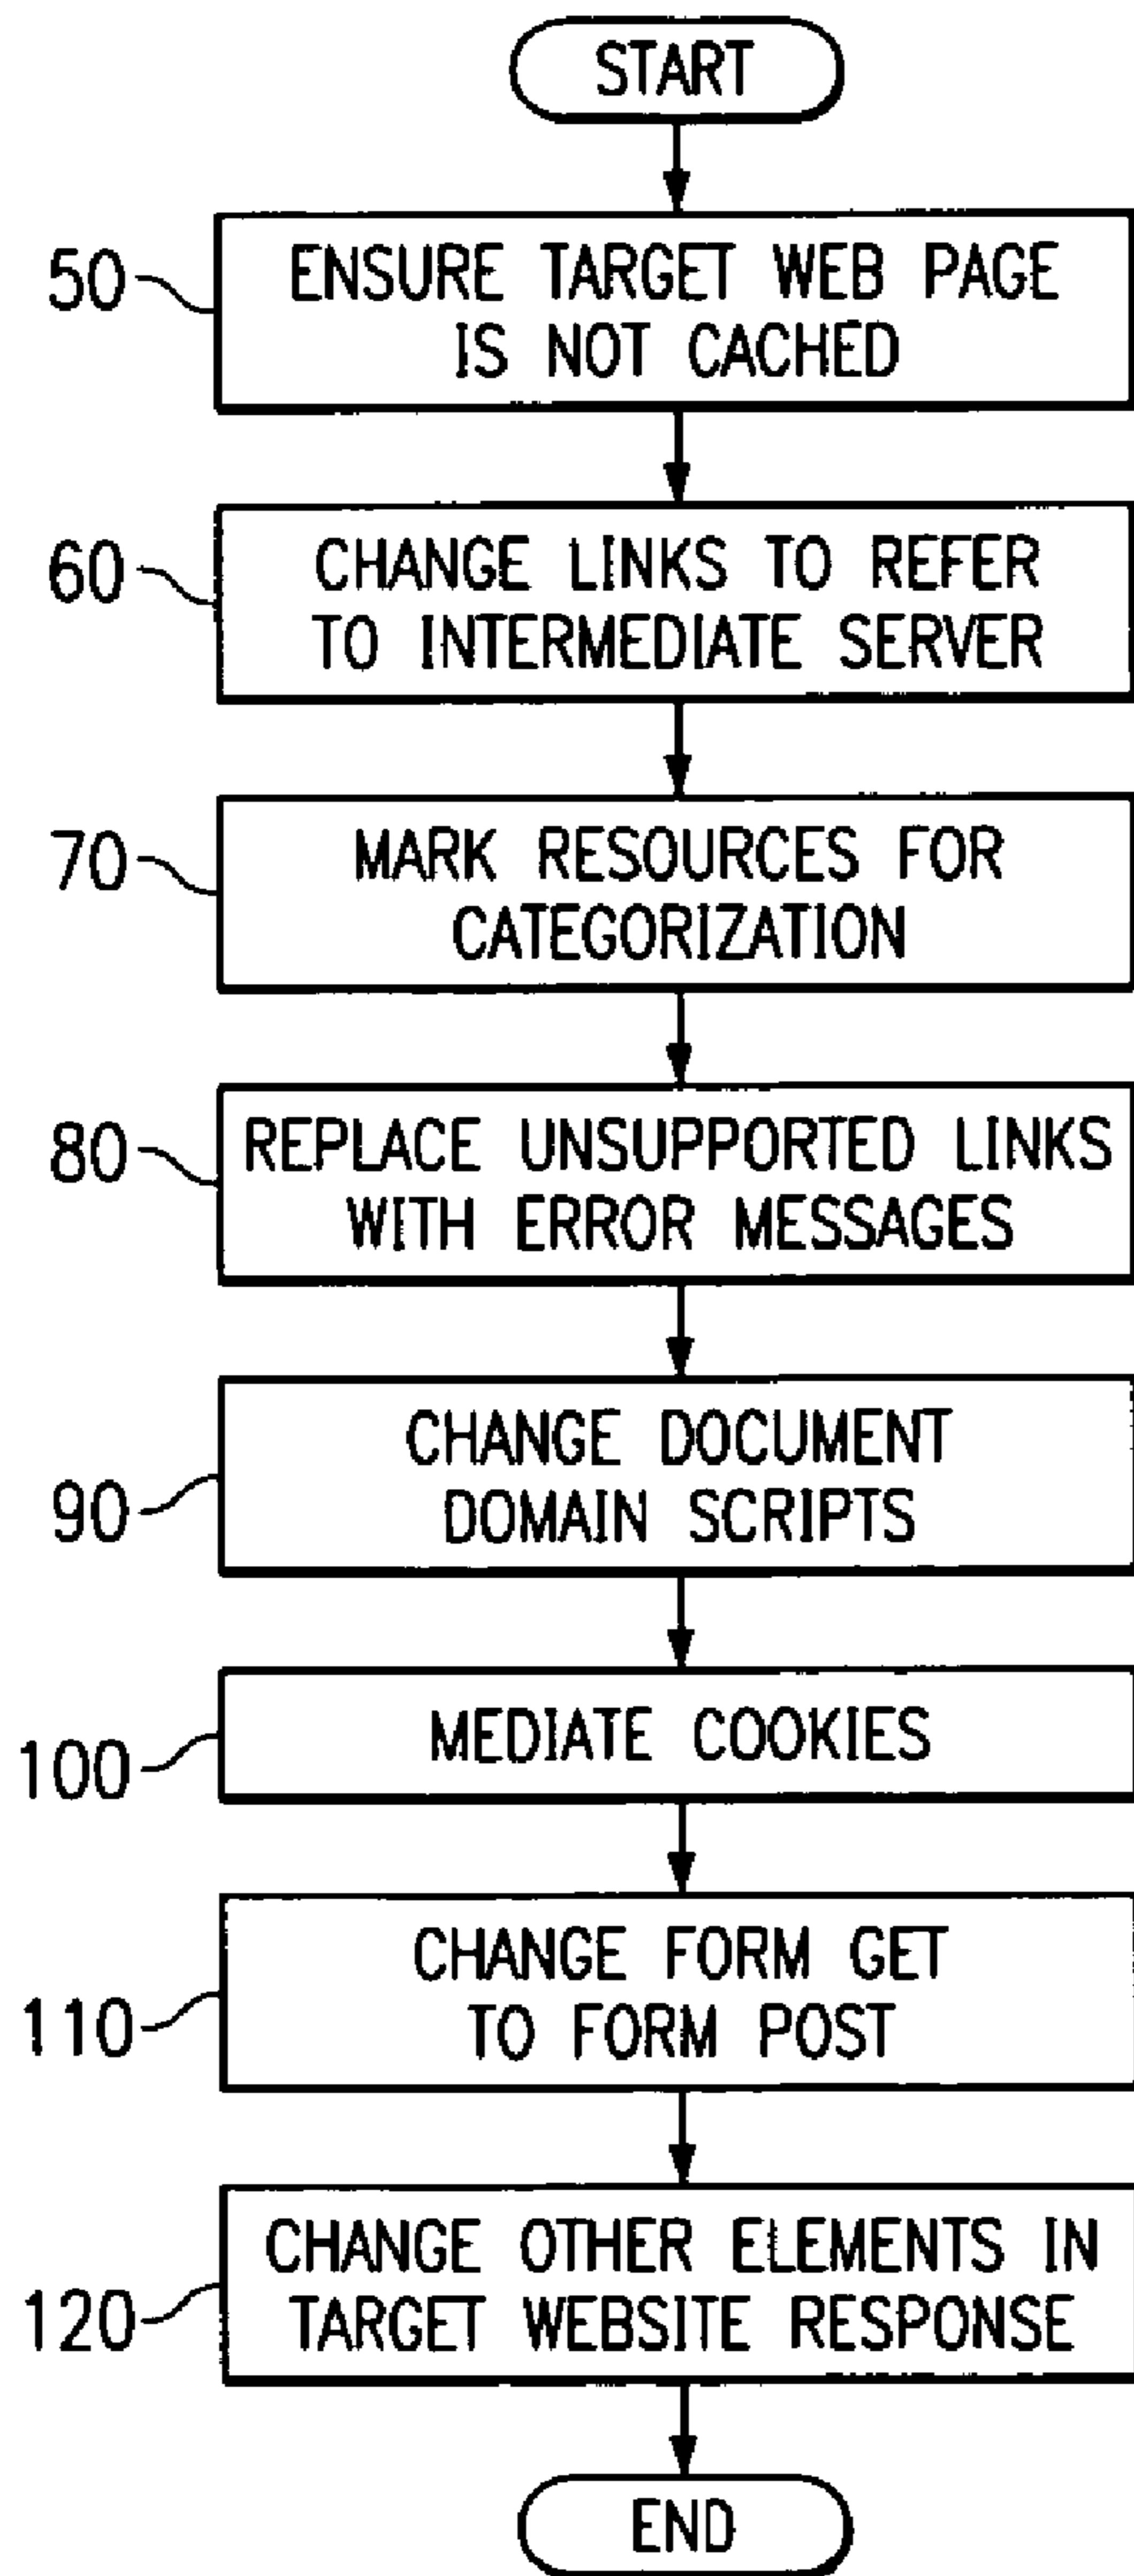 START
50
ENSURE TARGET WEB PAGE
IS NOT CACHED
60
CHANGE LINKS TO REFER
TO INTERMEDIATE SERVER
70
MARK RESOURCES FOR
CATEGORIZATION
80
REPLACE UNSUPPORTED LINKS
WITH ERROR MESSAGES
90
CHANGE DOCUMENT
DOMAIN SCRIPTS
100
MEDIATE COOKIES
110
CHANGE FORM GET
TO FORM POST
120
CHANGE OTHER ELEMENTS IN
TARGET WEBSITE RESPONSE
END